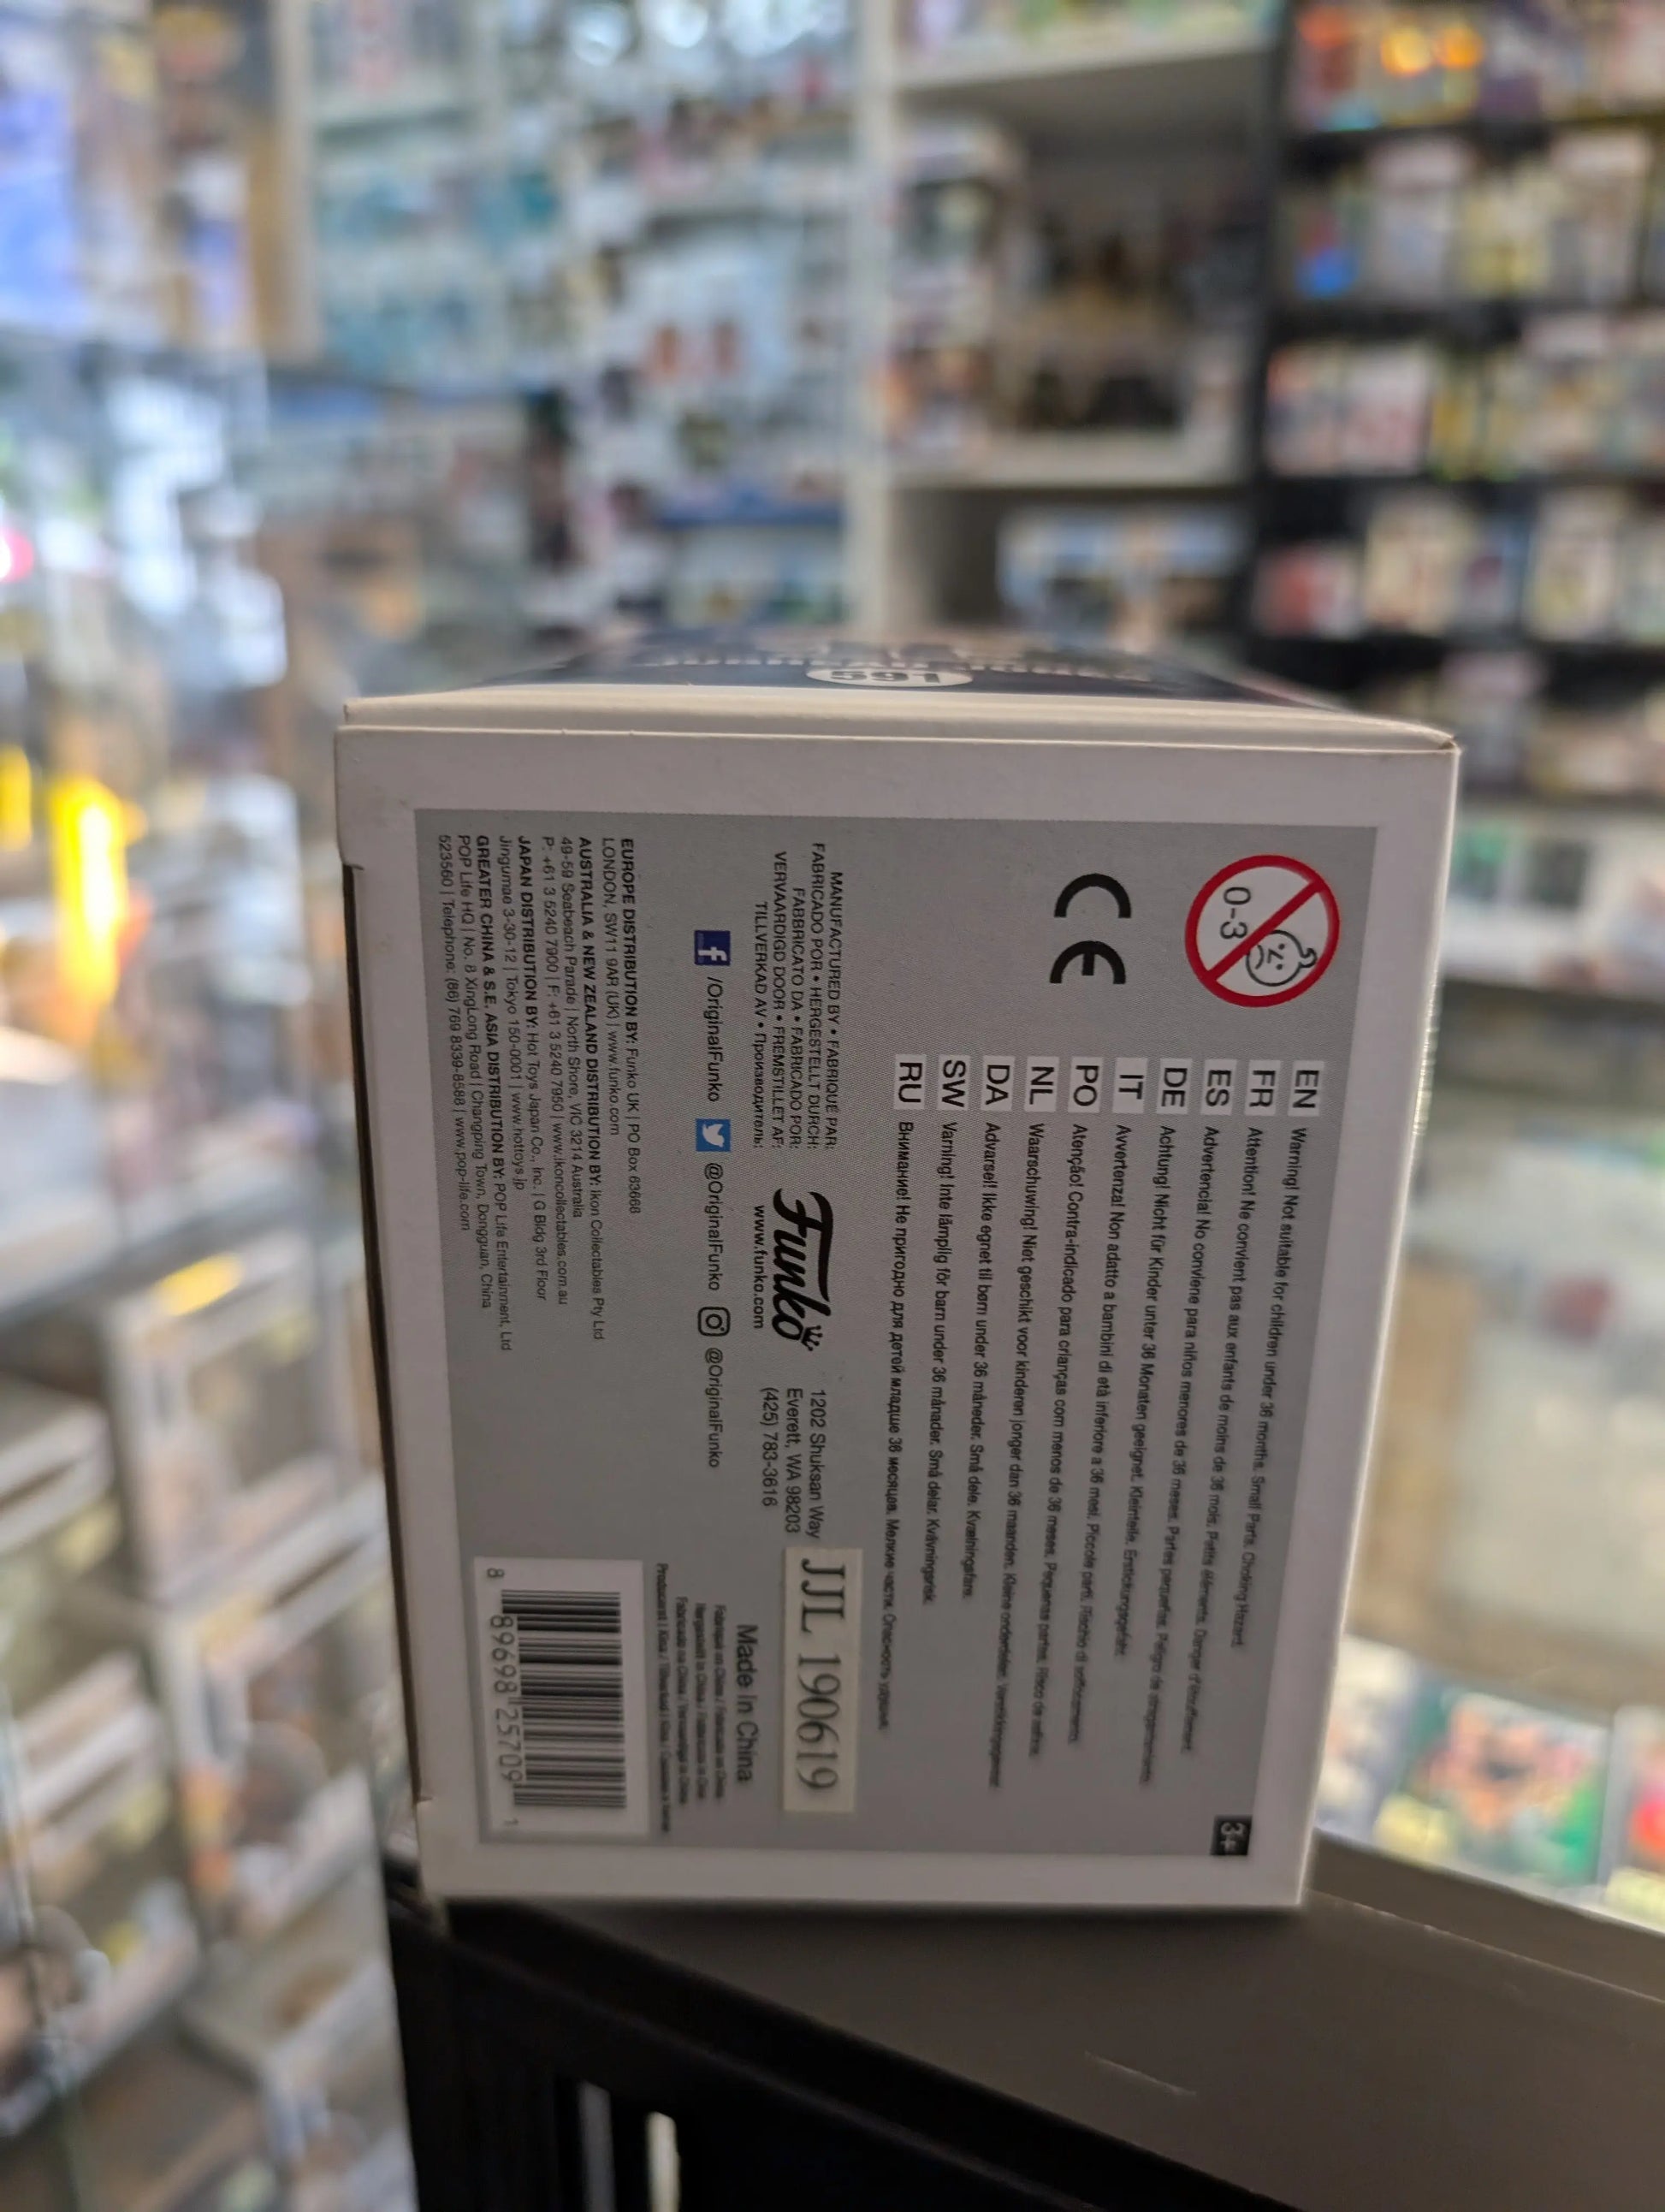 591
0-3
CE
EN Warning! Not suitable for children under 36 months. Small Parts. Choking Hazard.
FR Attention! Ne convient pas aux enfants de moins de 36 mois. Petits éléments. Danger d'étouffement.
ES Advertencia! No conviene para niños menores de 36 meses. Partes pequeñas. Peligro de
DE Achtung! Nicht für Kinder unter 36 Monaten geeignet. Kleinteile. Erstickungsgefahr.
IT Avvertenza! Non adatto a bambini di età inferiore a 36 mesi. Piccole parti. Rischio di soffocamento.
PO Atenção! Contra-indicado para crianças com menos de 36 meses. Pequenas partes. Risco de asfixia.
NL Waarschuwing! Niet geschikt voor kinderen jonger dan 36 maanden. Kleine onderdelen.
DA Advarsel! Ikke egnet til børn under 36 måneder. Små dele. Kvælningsfare.
SW Varning! Inte lämplig för barn under 36 månader. Små delar. Kvävningsrisk.
RU Внимание! Не пригодно для детей младше 36 месяцев. Мелкие части. Опасность удушья.
3+
MANUFACTURED BY • FABRIQUÉ PAR:
FABRICADO POR • HERGESTELLT DURCH:
FABBRICATO DA • FABRICADO POR:
VERVAARDIGD DOOR • FREMSTILLET AF:
TILLVERKAD AV • Производитель:
Funko
www.funko.com
1202 Shuksan Way
Everett, WA 98203
(425) 783-3616
JJL 190619
/OriginalFunko @OriginalFunko @OriginalFunko
Made in China
EUROPE DISTRIBUTION BY: Funko UK | PO Box 63666
LONDON, SW11 9AR (UK) | www.funko.com
AUSTRALIA & NEW ZEALAND DISTRIBUTION BY: Ikon Collectables Pty Ltd
49-59 Seabeach Parade | North Shore, VIC 3214 Australia
P: +61 3 5240 7900 | F: +61 3 5240 7950 | www.ikoncollectables.com.au
JAPAN DISTRIBUTION BY: Hot Toys Japan Co., Inc. | G Bldg 3rd Floor
Jingumae 3-30-12 | Tokyo 150-0001 | www.hottoys.jp
GREATER CHINA & S.E. ASIA DISTRIBUTION BY: POP Life Entertainment, Ltd
POP Life HQ | No. 8 XingLong Road | Changping Town, Dongguan, China
523560 | Telephone: (86) 769 8339-8588 | www.pop-life.com
8 89698 25709 1